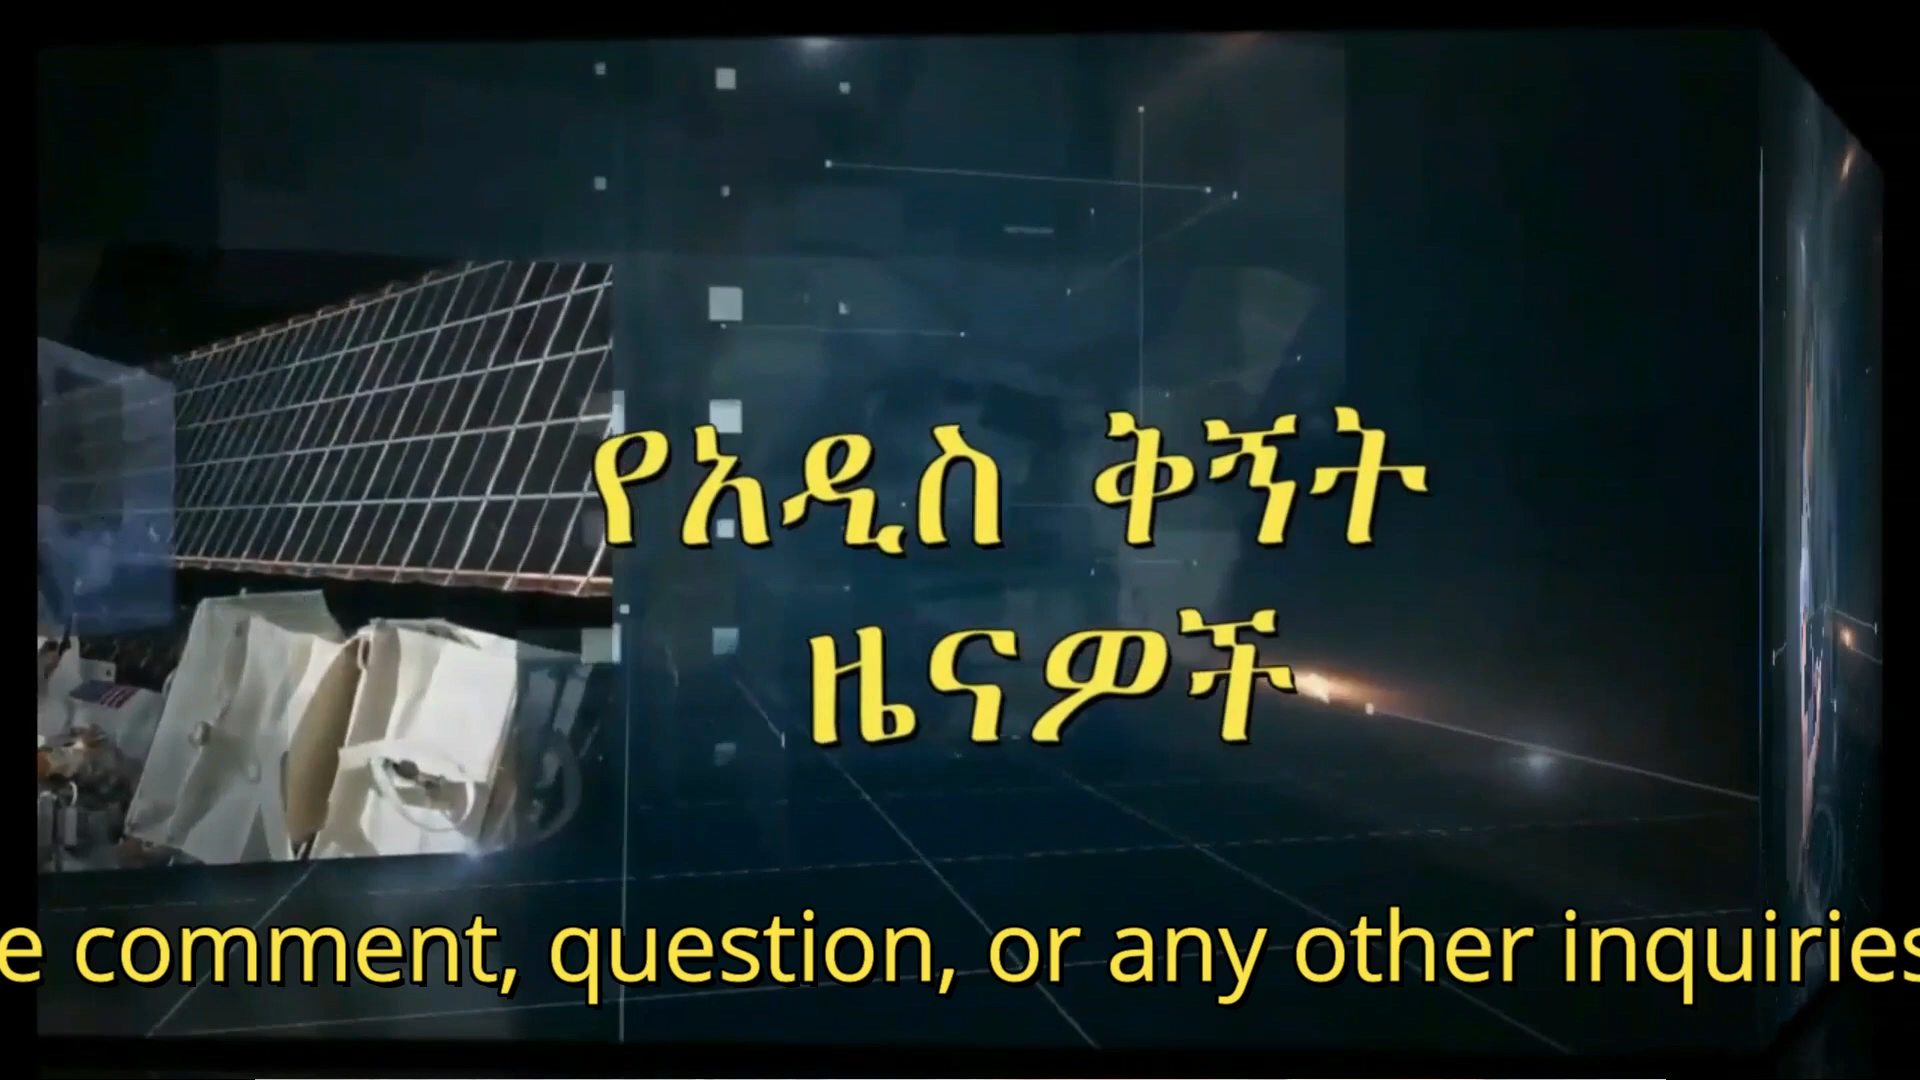 የአዲስ ቅኝት
ዜናዎች
e comment, question, or any other inquiries